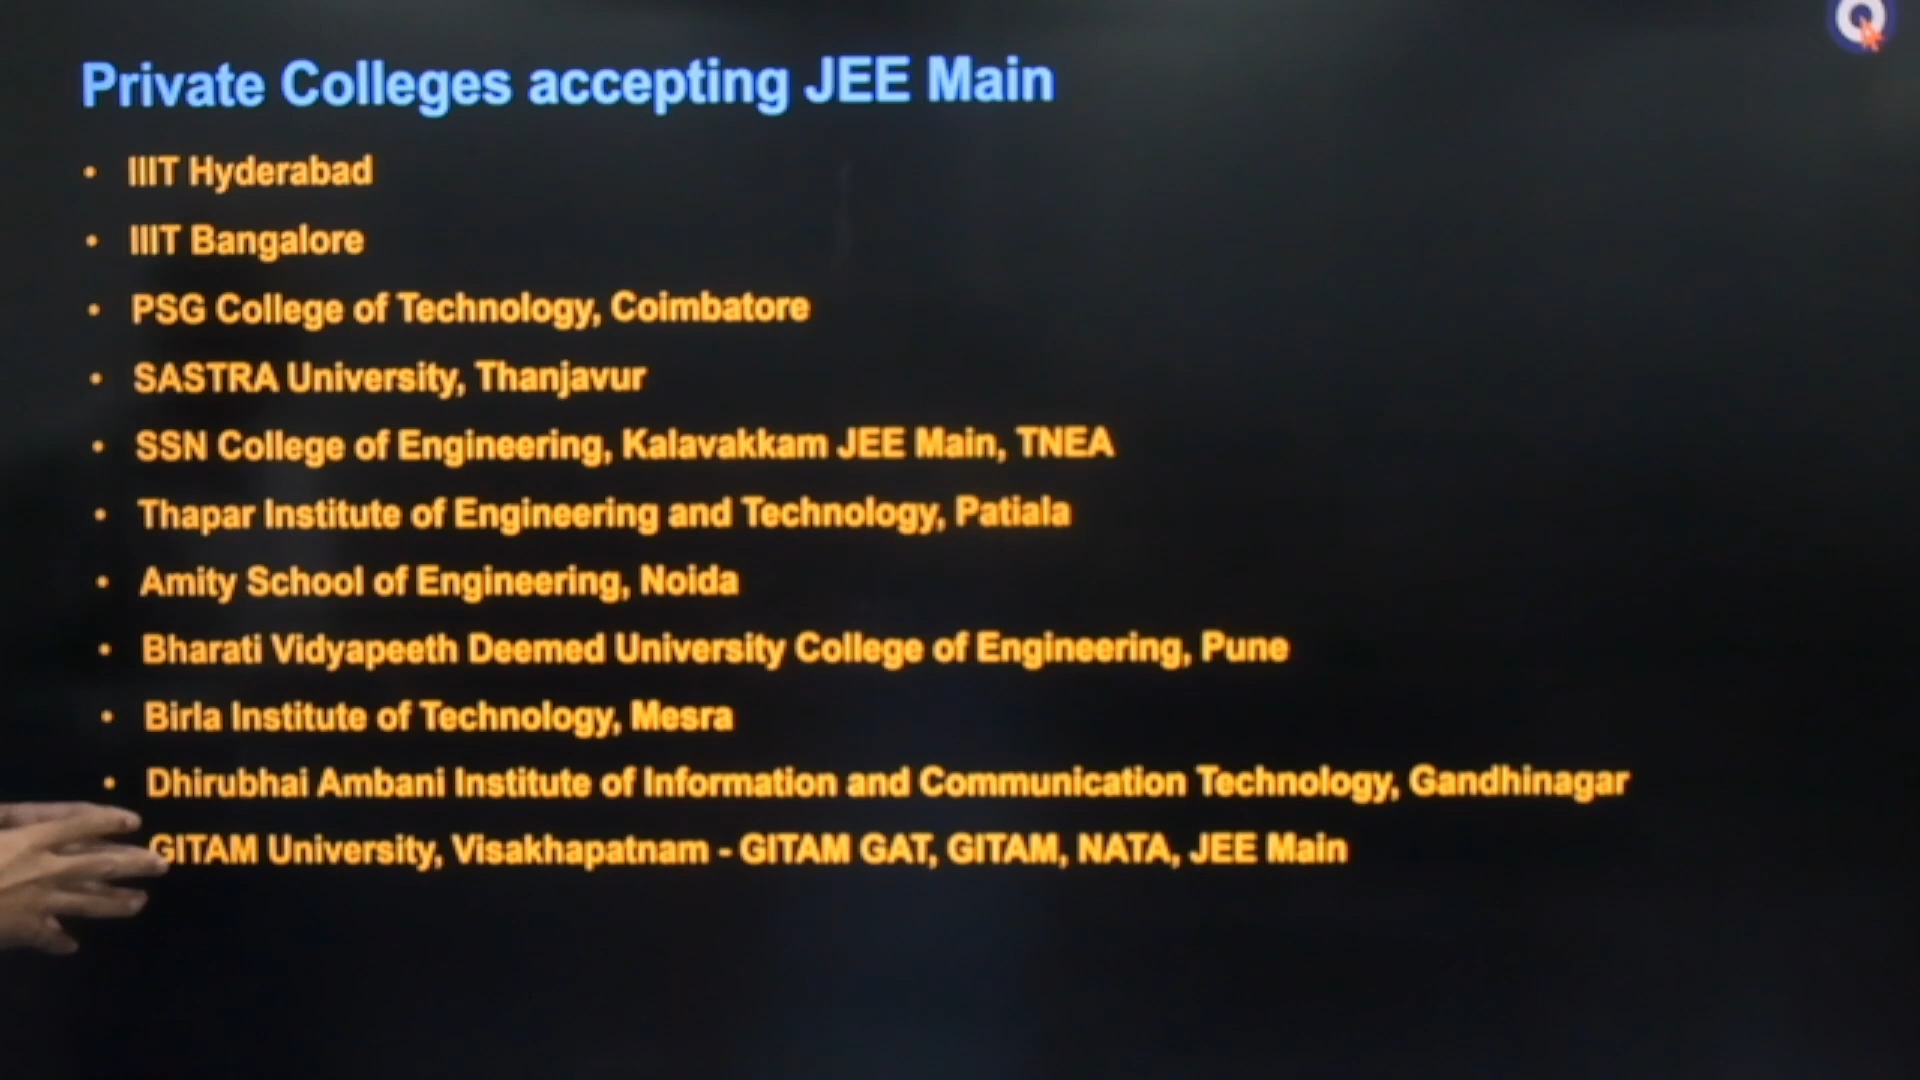 Private Colleges accepting JEE Main
• IIIT Hyderabad
• IIIT Bangalore
• PSG College of Technology, Coimbatore
• SASTRA University, Thanjavur
• SSN College of Engineering, Kalavakkam JEE Main, TNEA
• Thapar Institute of Engineering and Technology, Patiala
• Amity School of Engineering, Noida
• Bharati Vidyapeeth Deemed University College of Engineering, Pune
• Birla Institute of Technology, Mesra
• Dhirubhai Ambani Institute of Information and Communication Technology, Gandhinagar
GITAM University, Visakhapatnam - GITAM GAT, GITAM, NATA, JEE Main